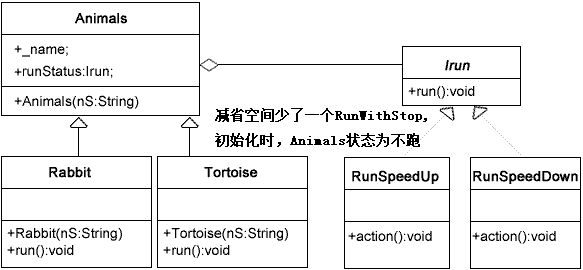 Animals
+_name;
+runStatus:Irun;
+Animals(nS:String)
Irun
+run():void
减省空间少了一个RunWithStop,
初始化时，Animals状态为不跑
Rabbit
+Rabbit(nS:String)
+run():void
Tortoise
+Tortoise(nS:String)
+run():void
RunSpeedUp
+action():void
RunSpeedDown
+action():void